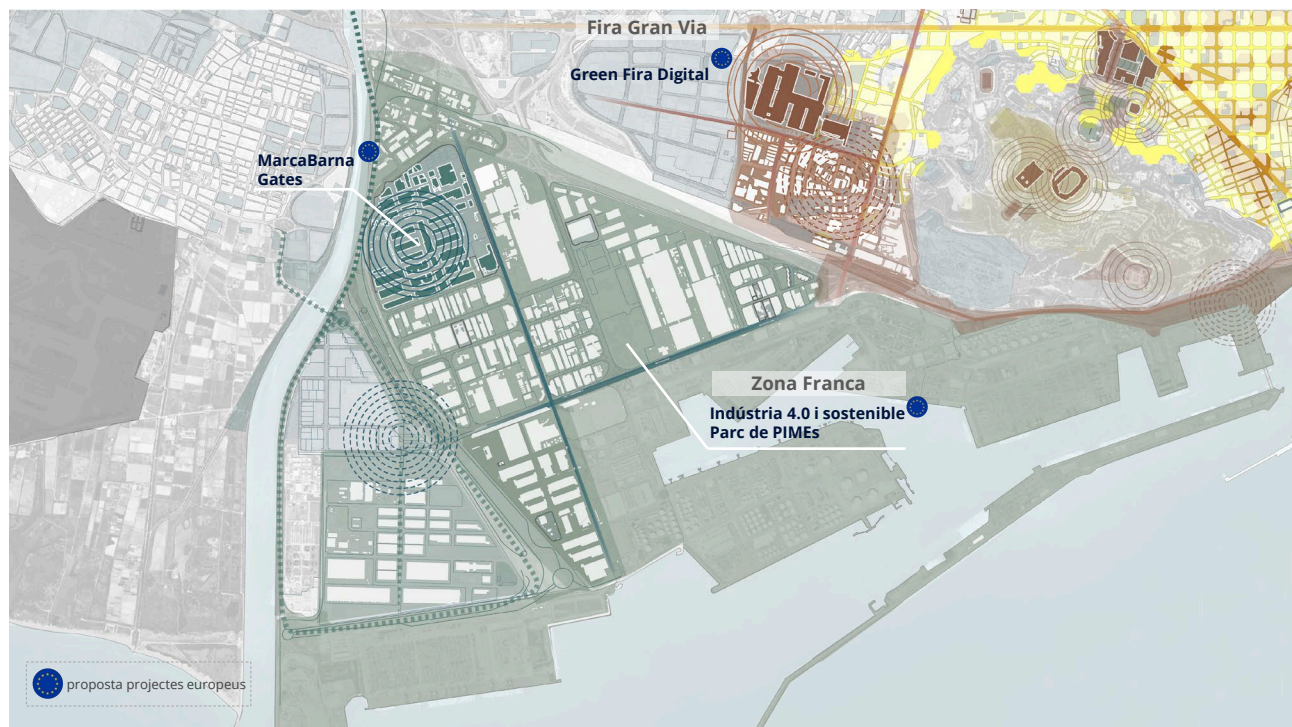 Fira Gran Via
Green Fira Digital
MarcaBarna
Gates
Zona Franca
Indústria 4.0 i sostenible
Parc de PIMEs
proposta projectes europeus